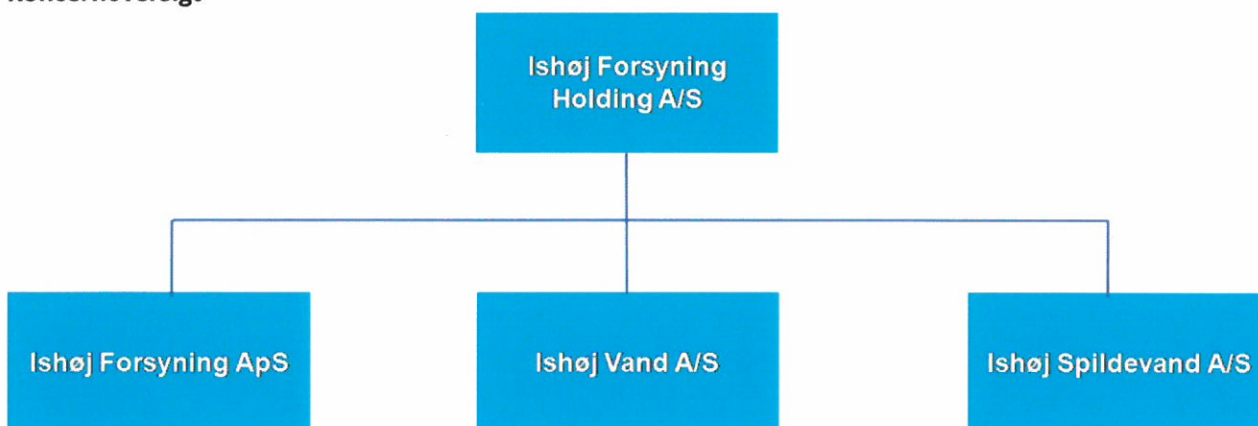 Ishøj Forsyning
Holding A/S
Ishøj Forsyning ApS
Ishøj Vand A/S
Ishøj Spildevand A/S